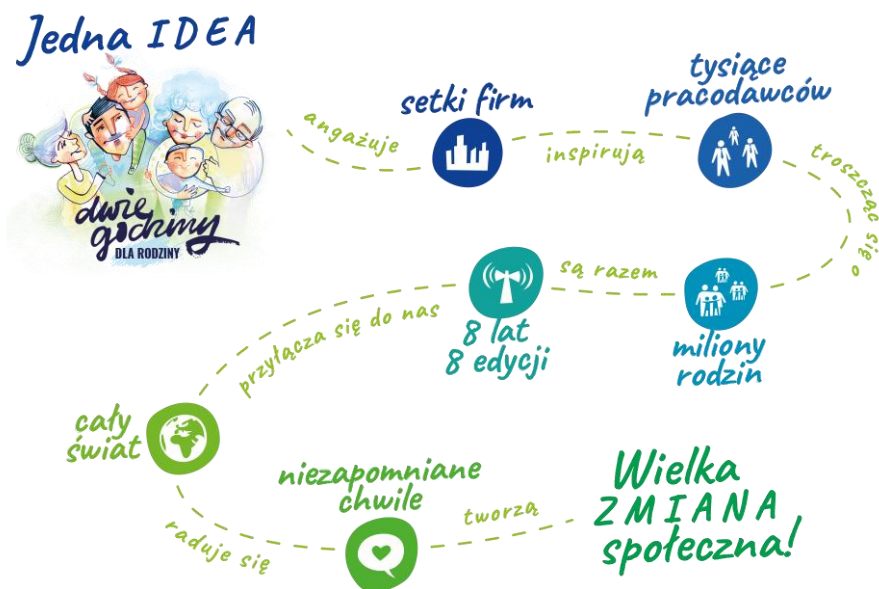 Jedna IDEA
dwie
godziny
DLA RODZINY
angażuje
setki firm
inspirują
tysiące
pracodawców
troszcząc się o
miliony
rodzin
są razem
8 lat
8 edycji
przyłącza się do nas
cały
świat
raduje się
niezapomniane
chwile
tworzą
Wielka
ZMIANA
społeczna!